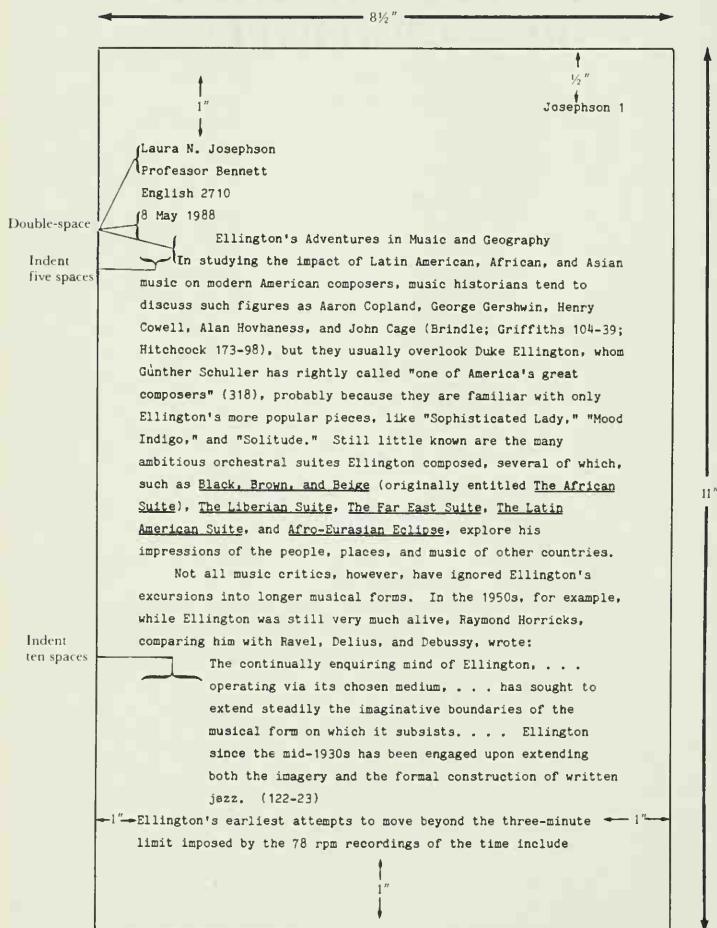 8½"
½"
1"
Josephson 1
Laura N. Josephson
Professor Bennett
English 2710
Double-space
8 May 1988
Ellington's Adventures in Music and Geography
Indent
five spaces
In studying the impact of Latin American, African, and Asian
music on modern American composers, music historians tend to
discuss such figures as Aaron Copland, George Gershwin, Henry
Cowell, Alan Hovhaness, and John Cage (Brindle; Griffiths 104-39;
Hitchcock 173-98), but they usually overlook Duke Ellington, whom
Gunther Schuller has rightly called "one of America's great
composers" (318), probably because they are familiar with only
Ellington's more popular pieces, like "Sophisticated Lady," "Mood
Indigo," and "Solitude." Still little known are the many
ambitious orchestral suites Ellington composed, several of which,
such as Black, Brown, and Beige (originally entitled The African
11"
Suite), The Liberian Suite, The Far East Suite, The Latin
American Suite, and Afro-Eurasian Eclipse, explore his
impressions of the people, places, and music of other countries.
Not all music critics, however, have ignored Ellington's
excursions into longer musical forms. In the 1950s, for example,
while Ellington was still very much alive, Raymond Horricks,
comparing him with Ravel, Delius, and Debussy, wrote:
Indent
ten spaces
The continually enquiring mind of Ellington, . . .
operating via its chosen medium, . . . has sought to
extend steadily the imaginative boundaries of the
musical form on which it subsists. . . . Ellington
since the mid-1930s has been engaged upon extending
both the imagery and the formal construction of written
jazz. (122-23)
1" Ellington's earliest attempts to move beyond the three-minute 1"
limit imposed by the 78 rpm recordings of the time include
1"